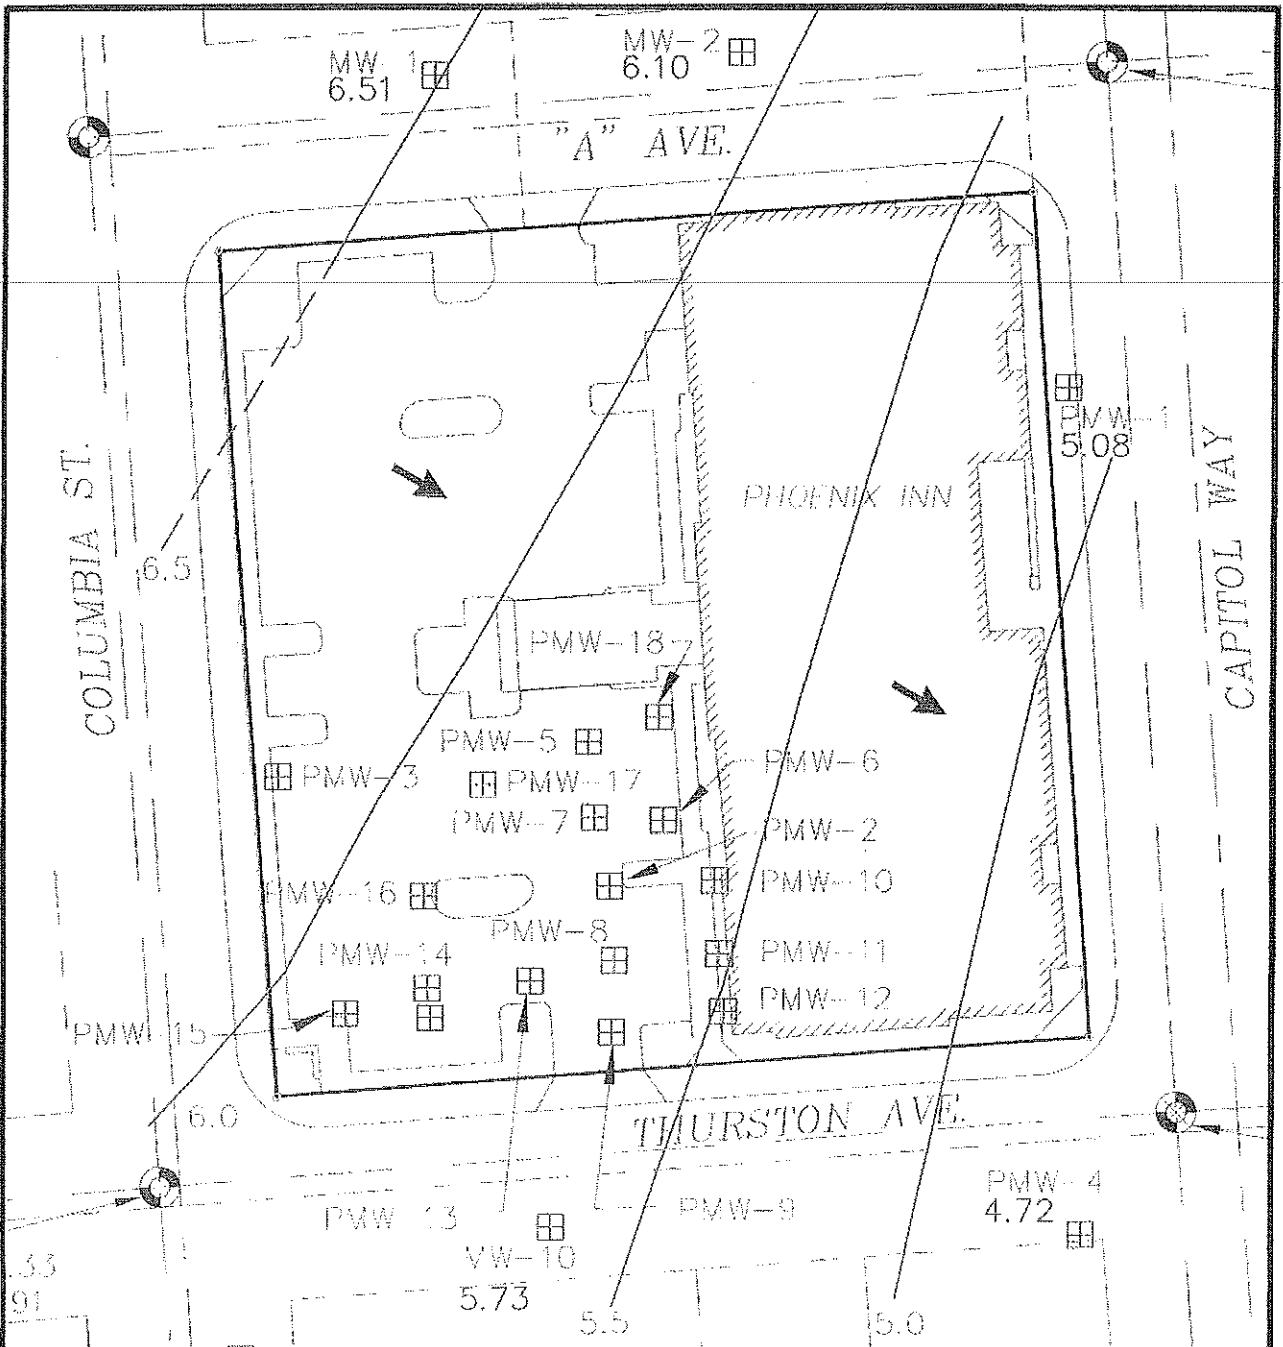 MW-1
6.51
MW-2
6.10
"A" AVE.
PMW-1
5.08
COLUMBIA ST.
CAPITOL WAY
PHOENIX INN
6.5
PMW-18
PMW-5
PMW-6
PMW-3
PMW-17
PMW-7
PMW-2
PMW-16
PMW-10
PMW-8
PMW-14
PMW-11
PMW-12
PMW-15
6.0
THURSTON AVE.
PMW-13
PMW-9
PMW-4
4.72
VW-10
5.73
.33
91
5.5
5.0